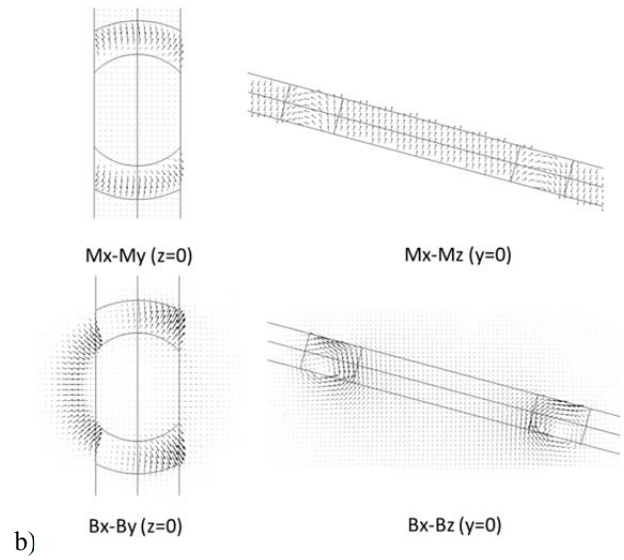 Mx-My (z=0)
Mx-Mz (y=0)
Bx-By (z=0)
Bx-Bz (y=0)
b)